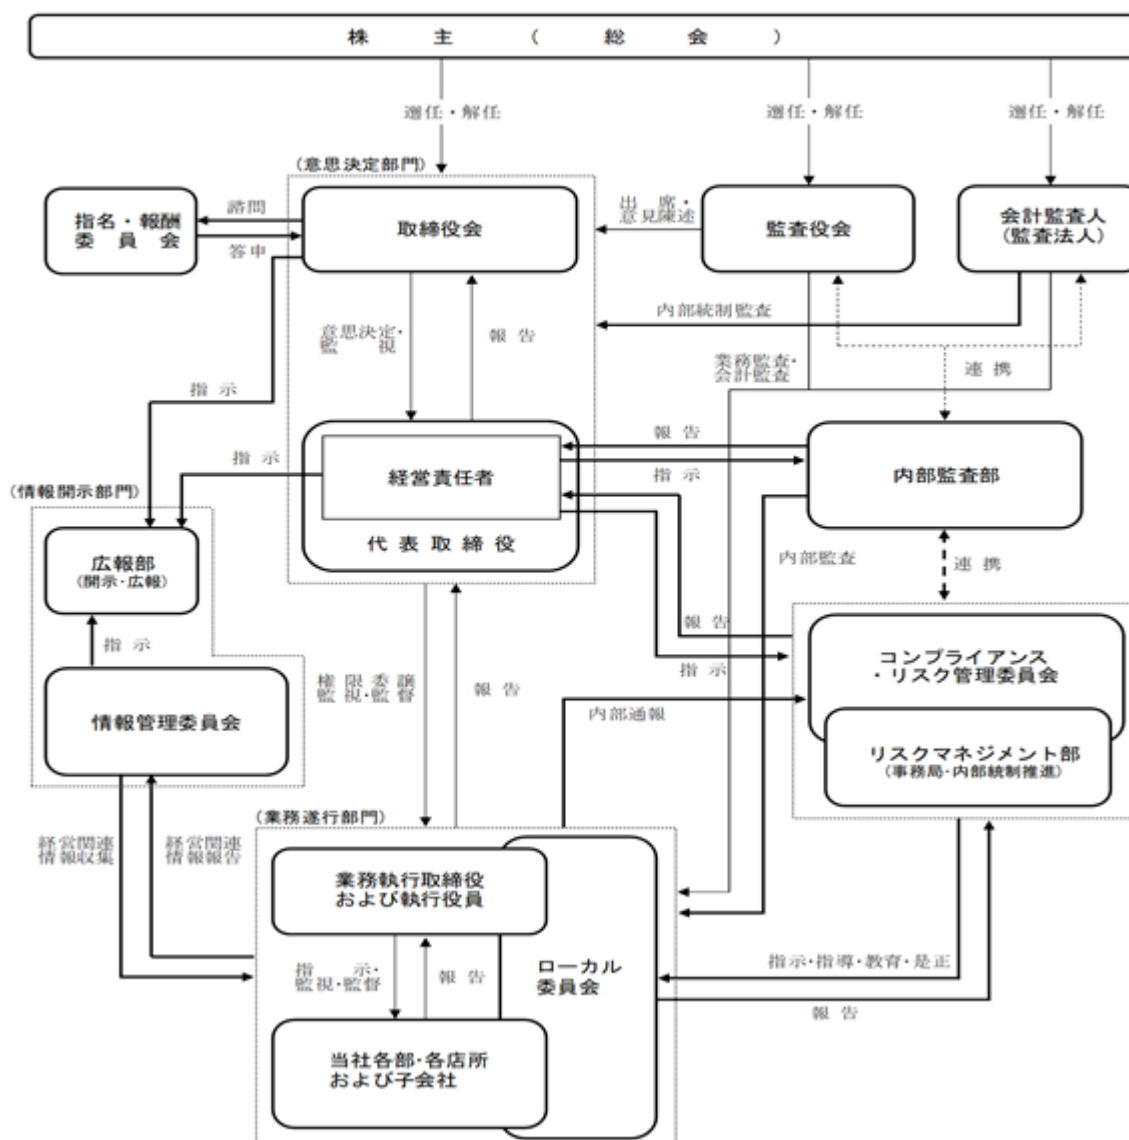 株主(総会)
選任・解任
選任・解任
選任・解任
(意思決定部門)
指名・報酬
委員会
諮問
答申
取締役会
出席・
意見陳述
監査役会
会計監査人
(監査法人)
内部統制監査
意思決定・
監視
報告
業務監査・
会計監査
連携
指示
指示
経営責任者
代表取締役
報告
指示
内部監査部
(情報開示部門)
広報部
(開示・広報)
内部監査
連携
指示
報告
指示
コンプライアンス
・リスク管理委員会
権限委譲
監視・監督
報告
内部通報
情報管理委員会
リスクマネジメント部
(事務局・内部統制推進)
(業務遂行部門)
経営関連
情報収集
経営関連
情報報告
業務執行取締役
および執行役員
指示・
監視・監督
報告
ローカル
委員会
指示・指導・教育・是正
報告
当社各部・各店所
および子会社